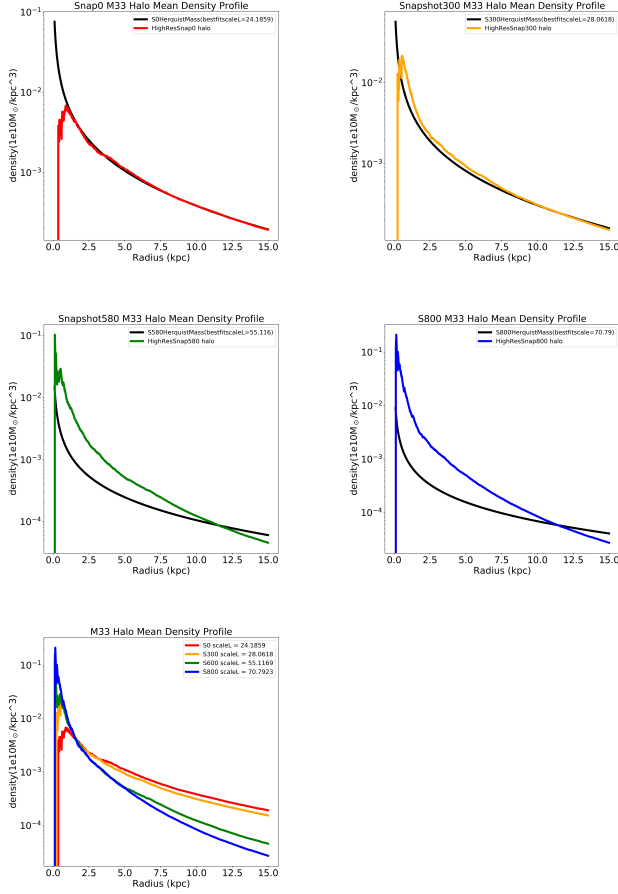 Snap0 M33 Halo Mean Density Profile
S0HerquistMass(bestfitscaleL=24.1859)
HighResSnap0 halo
density(1e10M☉/kpc^3)
10⁻¹
10⁻²
10⁻³
0.0 2.5 5.0 7.5 10.0 12.5 15.0
Radius (kpc)
Snapshot300 M33 Halo Mean Density Profile
S300HerquistMass(bestfitscaleL=28.0618)
HighResSnap300 halo
density(1e10M☉/kpc^3)
10⁻²
10⁻³
0.0 2.5 5.0 7.5 10.0 12.5 15.0
Radius (kpc)
Snapshot580 M33 Halo Mean Density Profile
S580HerquistMass(bestfitscaleL=55.116)
HighResSnap580 halo
density(1e10M☉/kpc^3)
10⁻¹
10⁻²
10⁻³
10⁻⁴
0.0 2.5 5.0 7.5 10.0 12.5 15.0
Radius (kpc)
S800 M33 Halo Mean Density Profile
S800HerquistMass(bestfitscale=70.79)
HighResSnap800 halo
density(1e10M☉/kpc^3)
10⁻¹
10⁻²
10⁻³
10⁻⁴
0.0 2.5 5.0 7.5 10.0 12.5 15.0
Radius (kpc)
M33 Halo Mean Density Profile
S0 scaleL = 24.1859
S300 scaleL = 28.0618
S600 scaleL = 55.1169
S800 scaleL = 70.7923
density(1e10M☉/kpc^3)
10⁻¹
10⁻²
10⁻³
10⁻⁴
0.0 2.5 5.0 7.5 10.0 12.5 15.0
Radius (kpc)